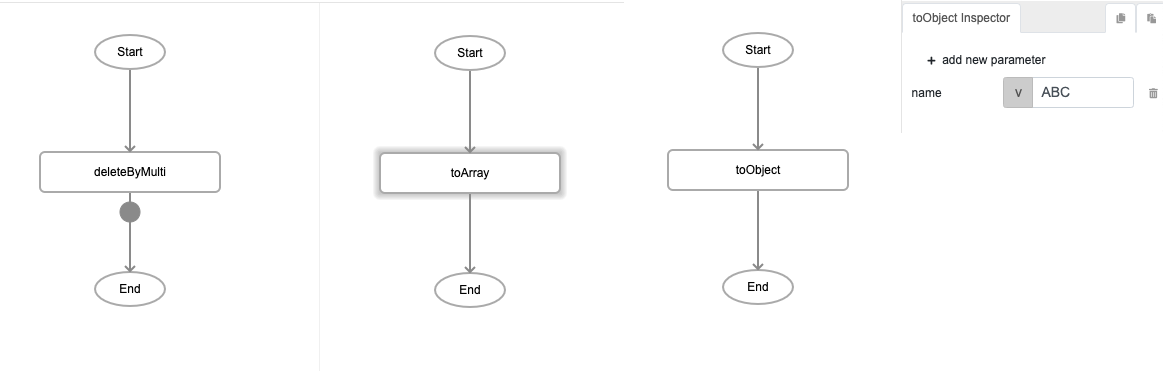 Start
deleteByMulti
End
Start
toArray
End
Start
toObject
End
toObject Inspector
+ add new parameter
name v ABC